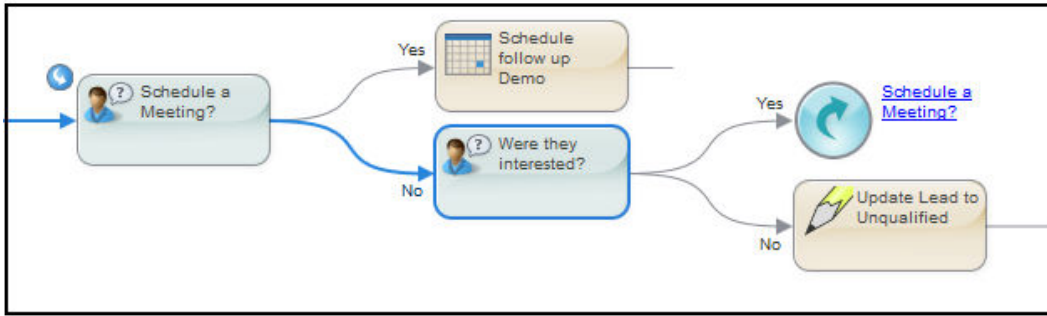 Schedule a
Meeting?
Yes
Schedule
follow up
Demo
No
Were they
interested?
Yes
Schedule a
Meeting?
No
Update Lead to
Unqualified